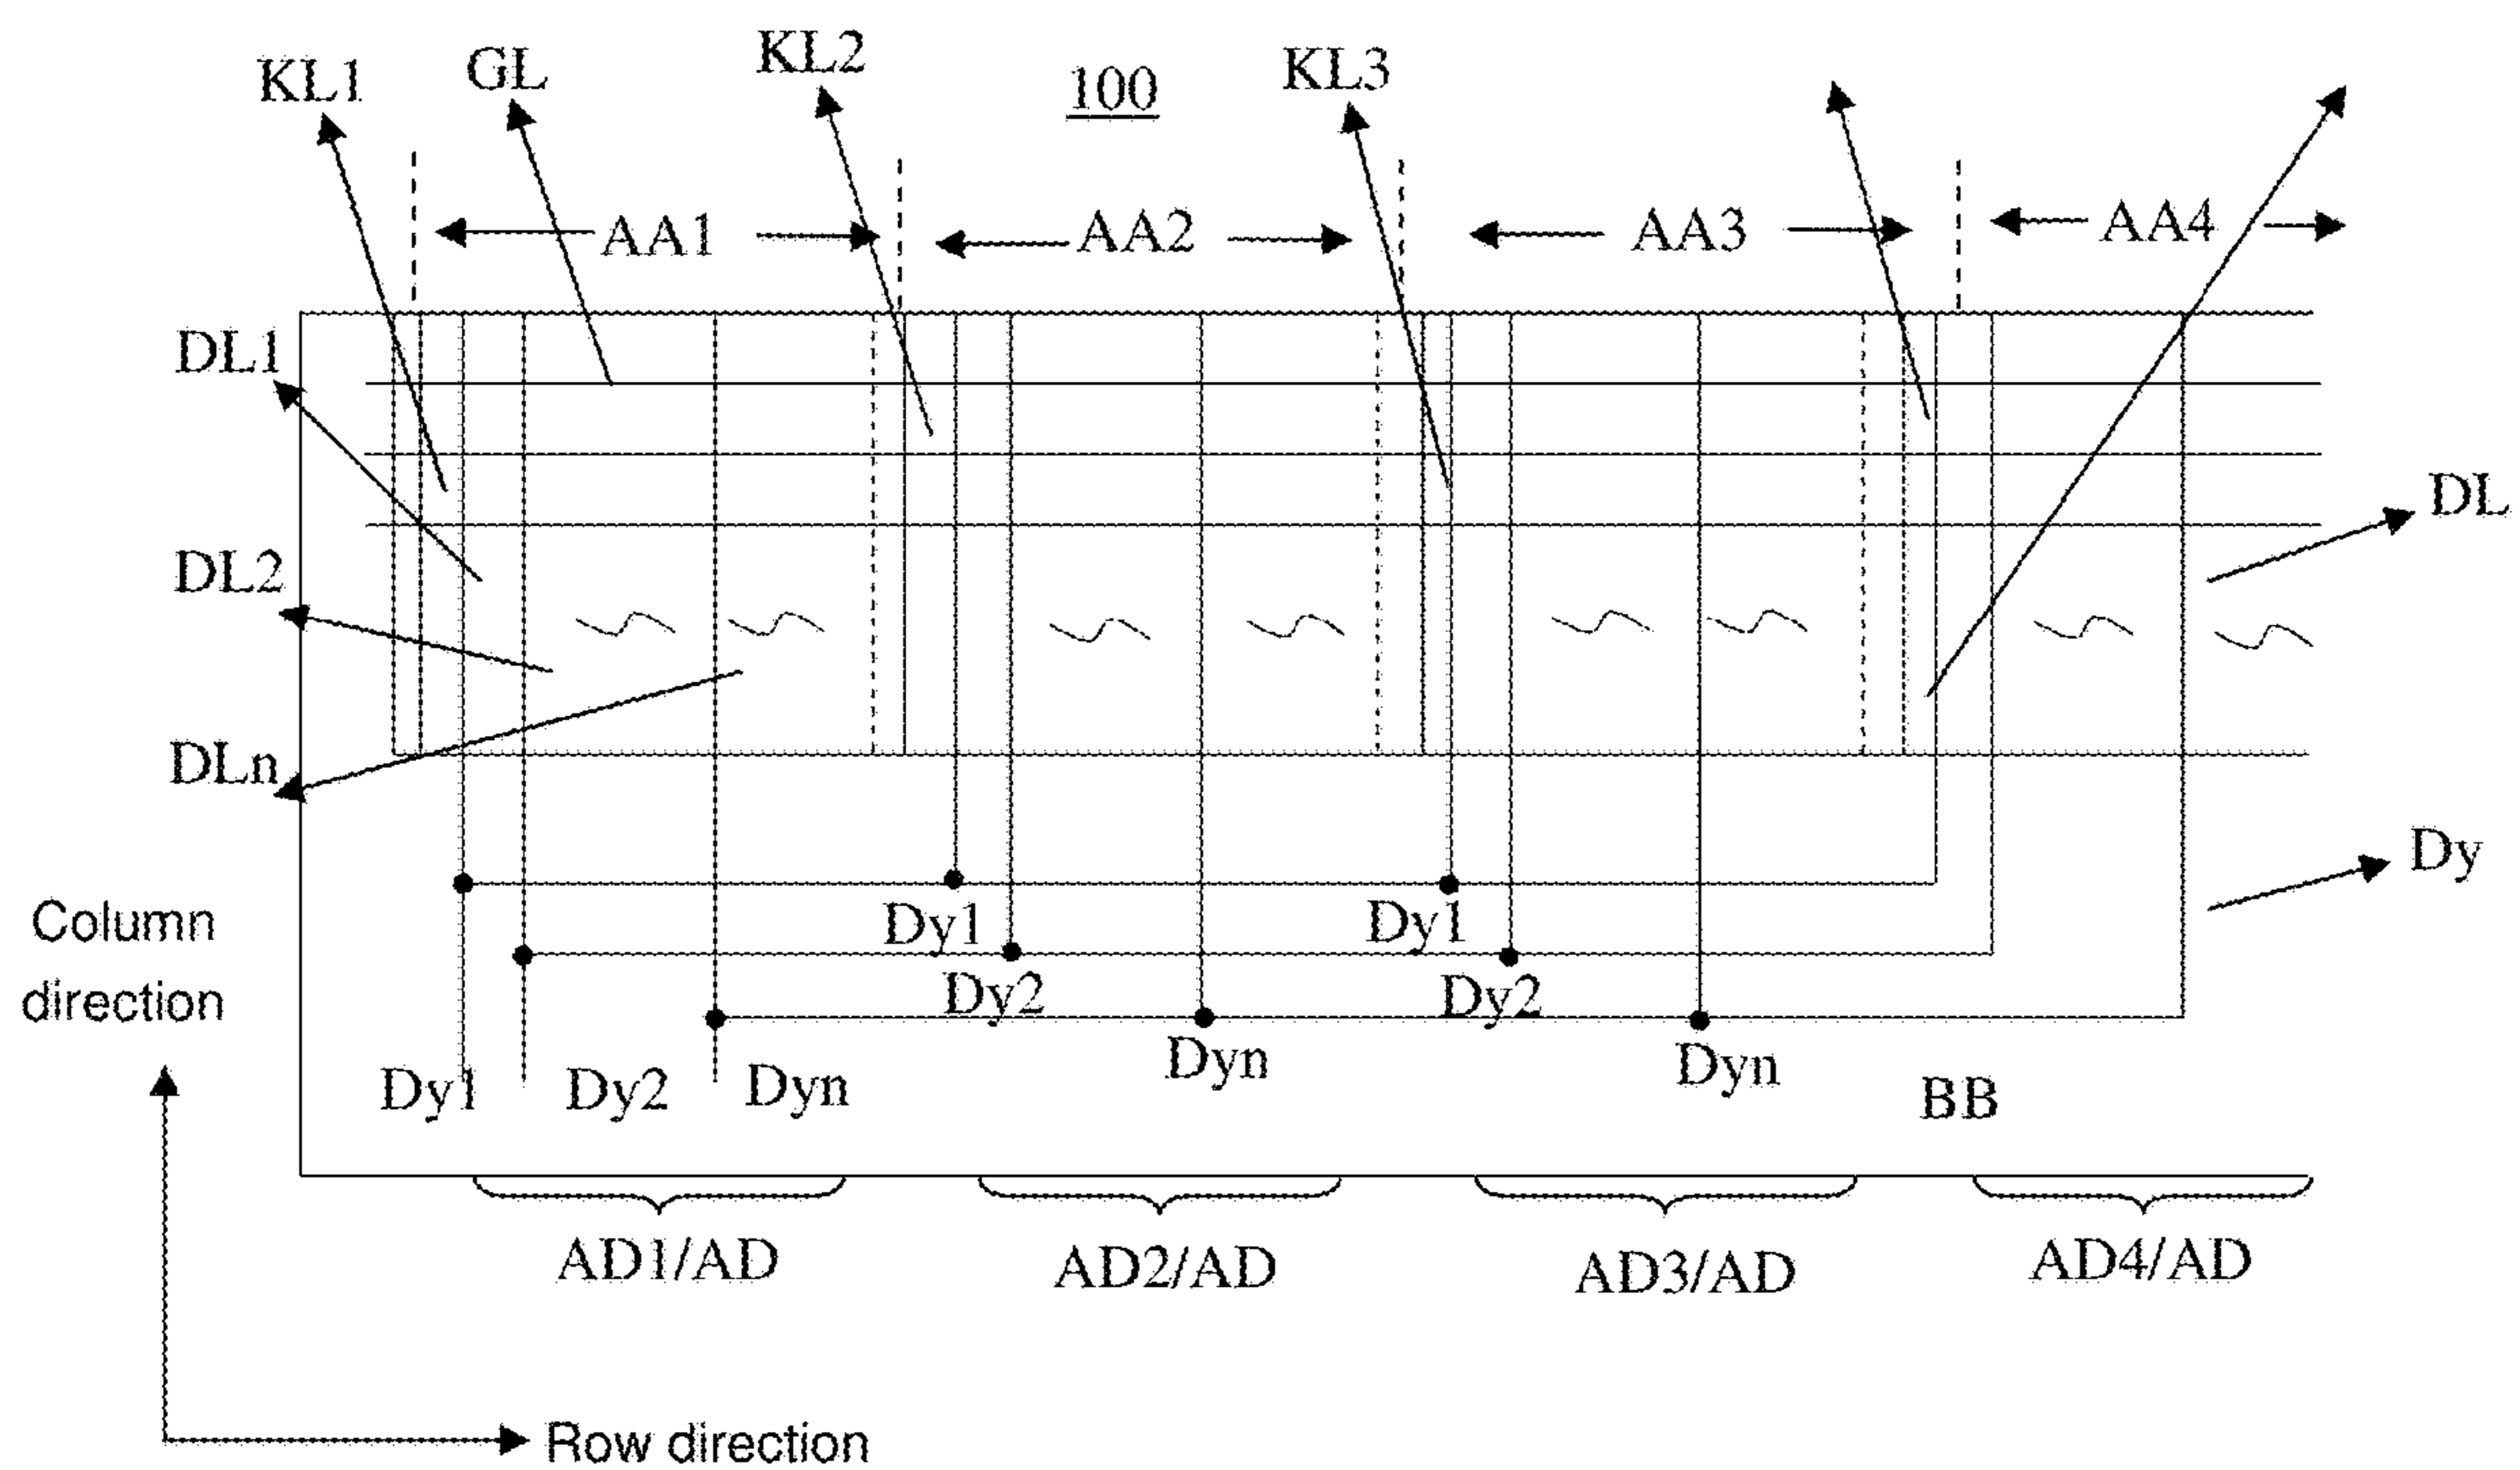 KL1 GL KL2 100 KL3
AA1 AA2 AA3 AA4
DL1
DL
DL2
DLn
Dy
Column
direction
Dy1 Dy1
Dy2 Dy2
Dyn Dyn
Dy1 Dy2 Dyn BB
AD1/AD AD2/AD AD3/AD AD4/AD
Row direction